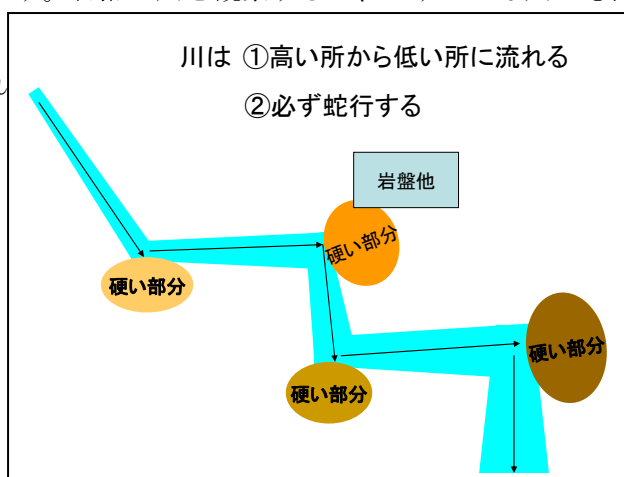 川は ①高い所から低い所に流れる
②必ず蛇行する
岩盤他
硬い部分
硬い部分
硬い部分
硬い部分